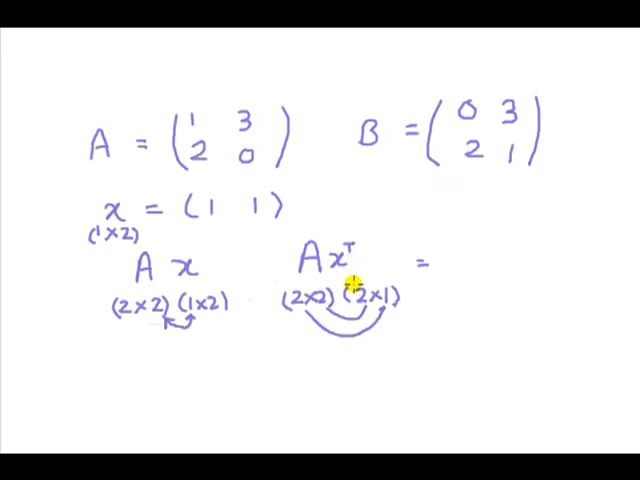 A = (1 3
2 0) B = (0 3
2 1)
x = (1 1)
(1×2)
A x Axᵀ =
(2×2) (1×2) (2×2) (2×1)